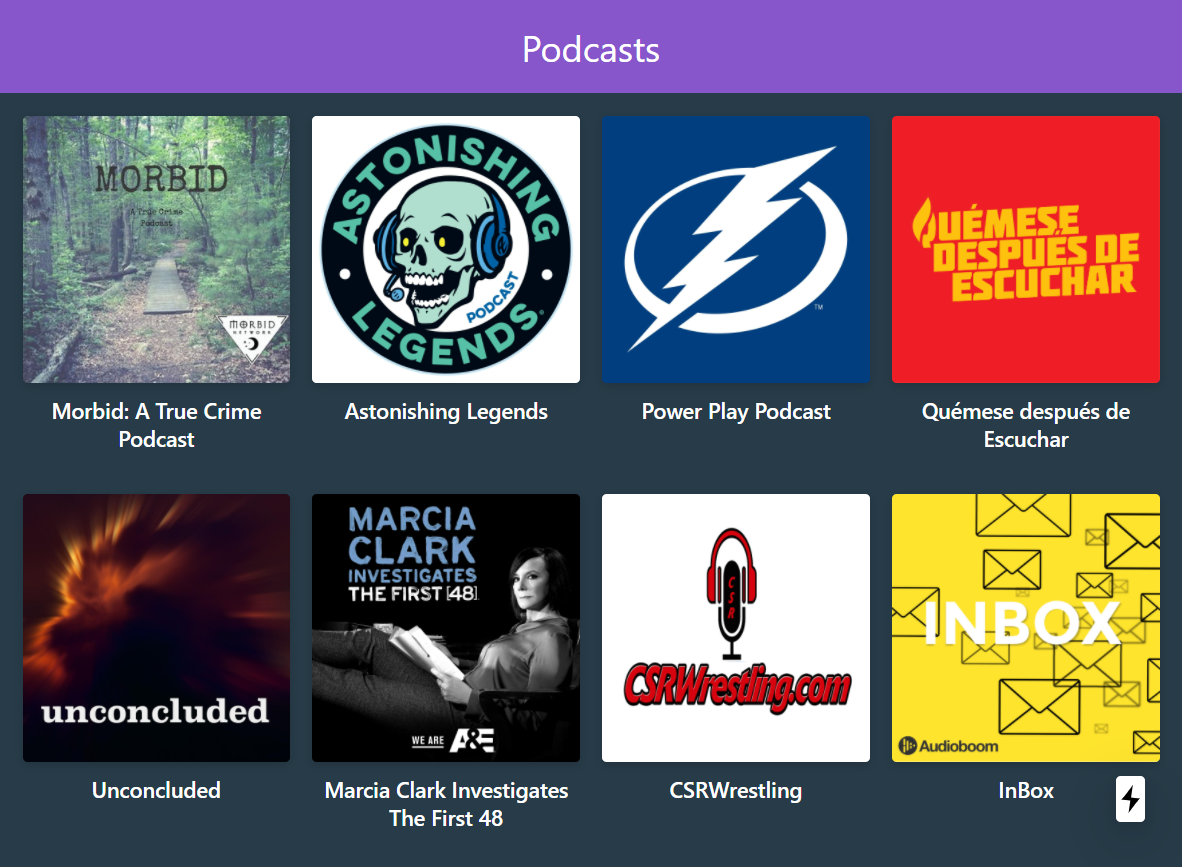 Podcasts
MORBID
A True Crime
Podcast
MORBID
NETWORK
Morbid: A True Crime
Podcast
ASTONISHING
LEGENDS
PODCAST
Astonishing Legends
TM
Power Play Podcast
QUÉMESE
DESPUÉS DE
ESCUCHAR
Quémese después de
Escuchar
unconcluded
Unconcluded
MARCIA
CLARK
INVESTIGATES
THE FIRST [48]
WE ARE A&E
Marcia Clark Investigates
The First 48
CSR
CSRWrestling.com
CSRWrestling
INBOX
Audioboom
InBox